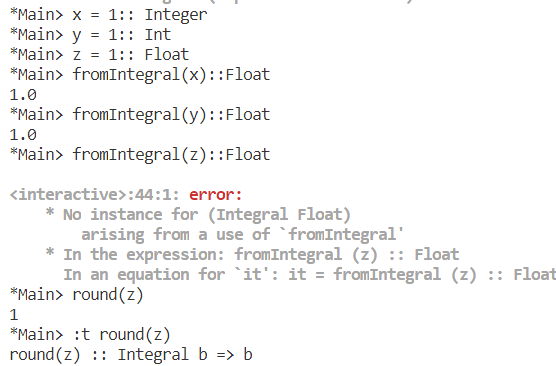 *Main> x = 1:: Integer
*Main> y = 1:: Int
*Main> z = 1:: Float
*Main> fromIntegral(x)::Float
1.0
*Main> fromIntegral(y)::Float
1.0
*Main> fromIntegral(z)::Float
<interactive>:44:1: error:
* No instance for (Integral Float)
arising from a use of `fromIntegral'
* In the expression: fromIntegral (z) :: Float
In an equation for `it': it = fromIntegral (z) :: Float
*Main> round(z)
1
*Main> :t round(z)
round(z) :: Integral b => b